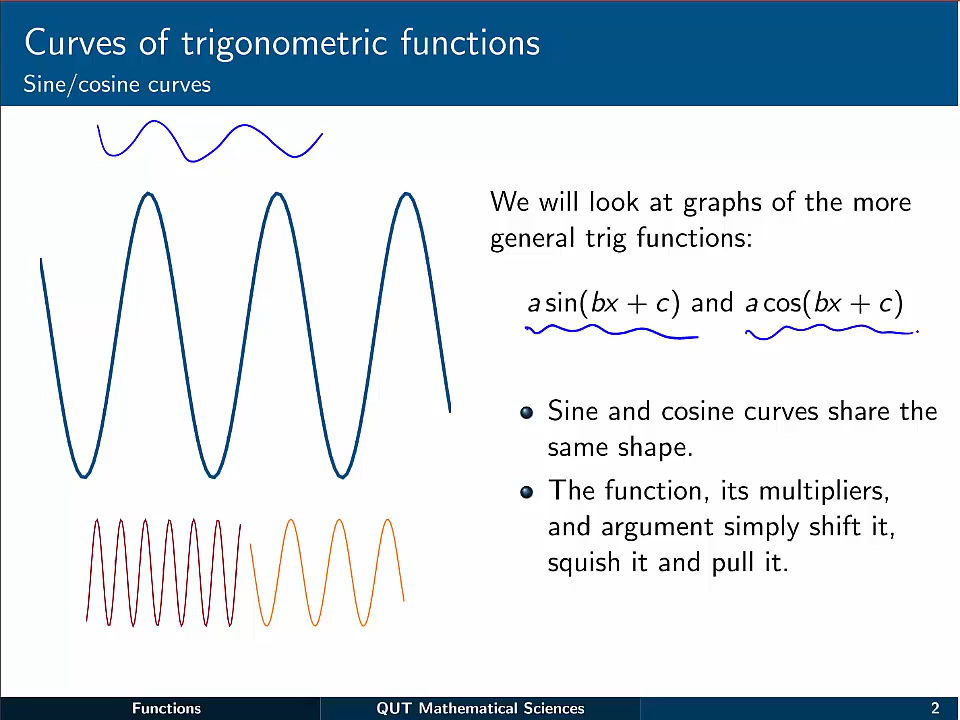 Curves of trigonometric functions
Sine/cosine curves
We will look at graphs of the more
general trig functions:
a sin(bx + c) and a cos(bx + c)
Sine and cosine curves share the
same shape.
The function, its multipliers,
and argument simply shift it,
squish it and pull it.
Functions
QUT Mathematical Sciences
2